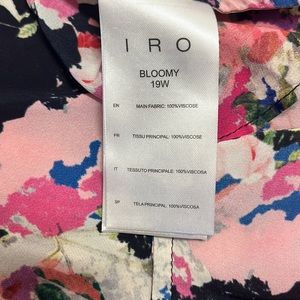 IRO
BLOOMY
19W
EN MAIN FABRIC: 100%VISCOSE
FR TISSU PRINCIPAL: 100%VISCOSE
IT TESSUTO PRINCIPALE: 100%VISCOSA
SP TELA PRINCIPAL: 100%VISCOSA